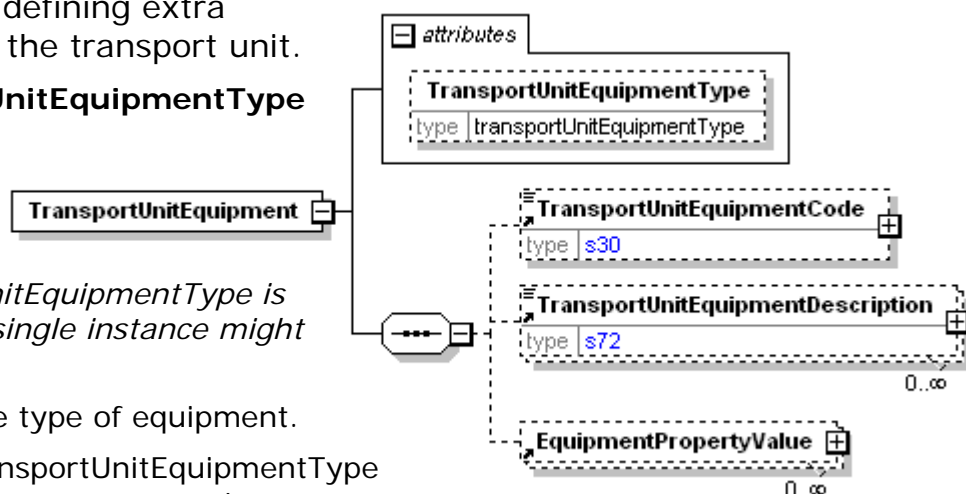 defining extra
the transport unit.
UnitEquipmentType
nitEquipmentType is
single instance might
e type of equipment.
nsportUnitEquipmentType
attributes
TransportUnitEquipmentType
type transportUnitEquipmentType
TransportUnitEquipment
TransportUnitEquipmentCode
type s30
TransportUnitEquipmentDescription
type s72
0..∞
EquipmentPropertyValue
0..∞